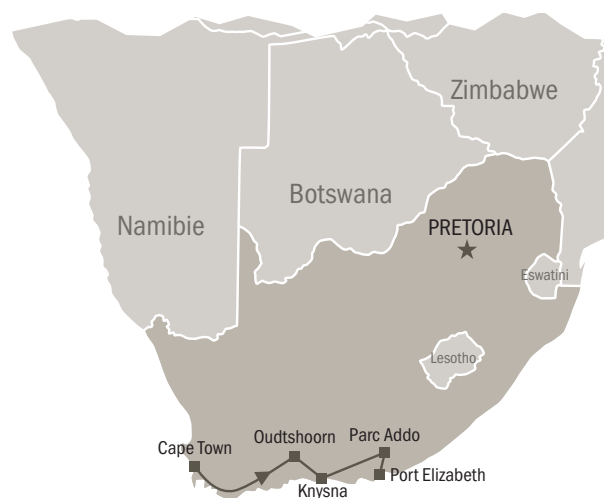 Zimbabwe
Botswana
Namibie
PRETORIA
Eswatini
Lesotho
Cape Town
Oudtshoorn
Parc Addo
Port Elizabeth
Knysna